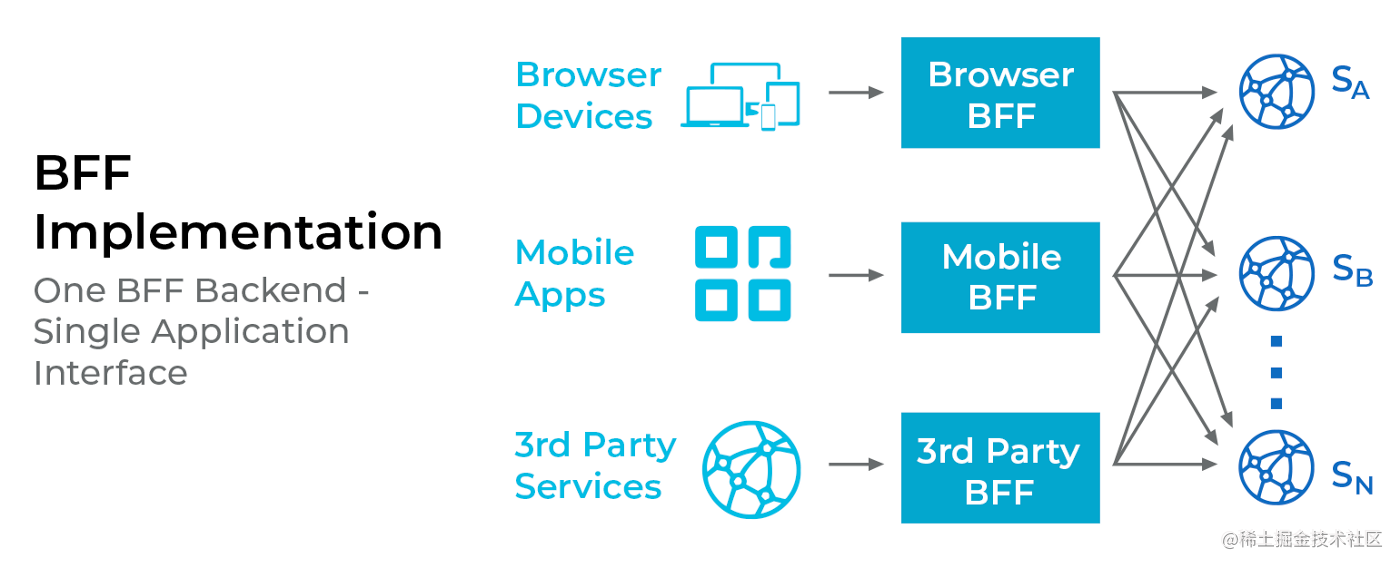 BFF
Implementation
One BFF Backend -
Single Application
Interface
Browser
Devices
Browser
BFF
S_A
Mobile
Apps
Mobile
BFF
S_B
3rd Party
Services
3rd Party
BFF
S_N
@稀土掘金技术社区